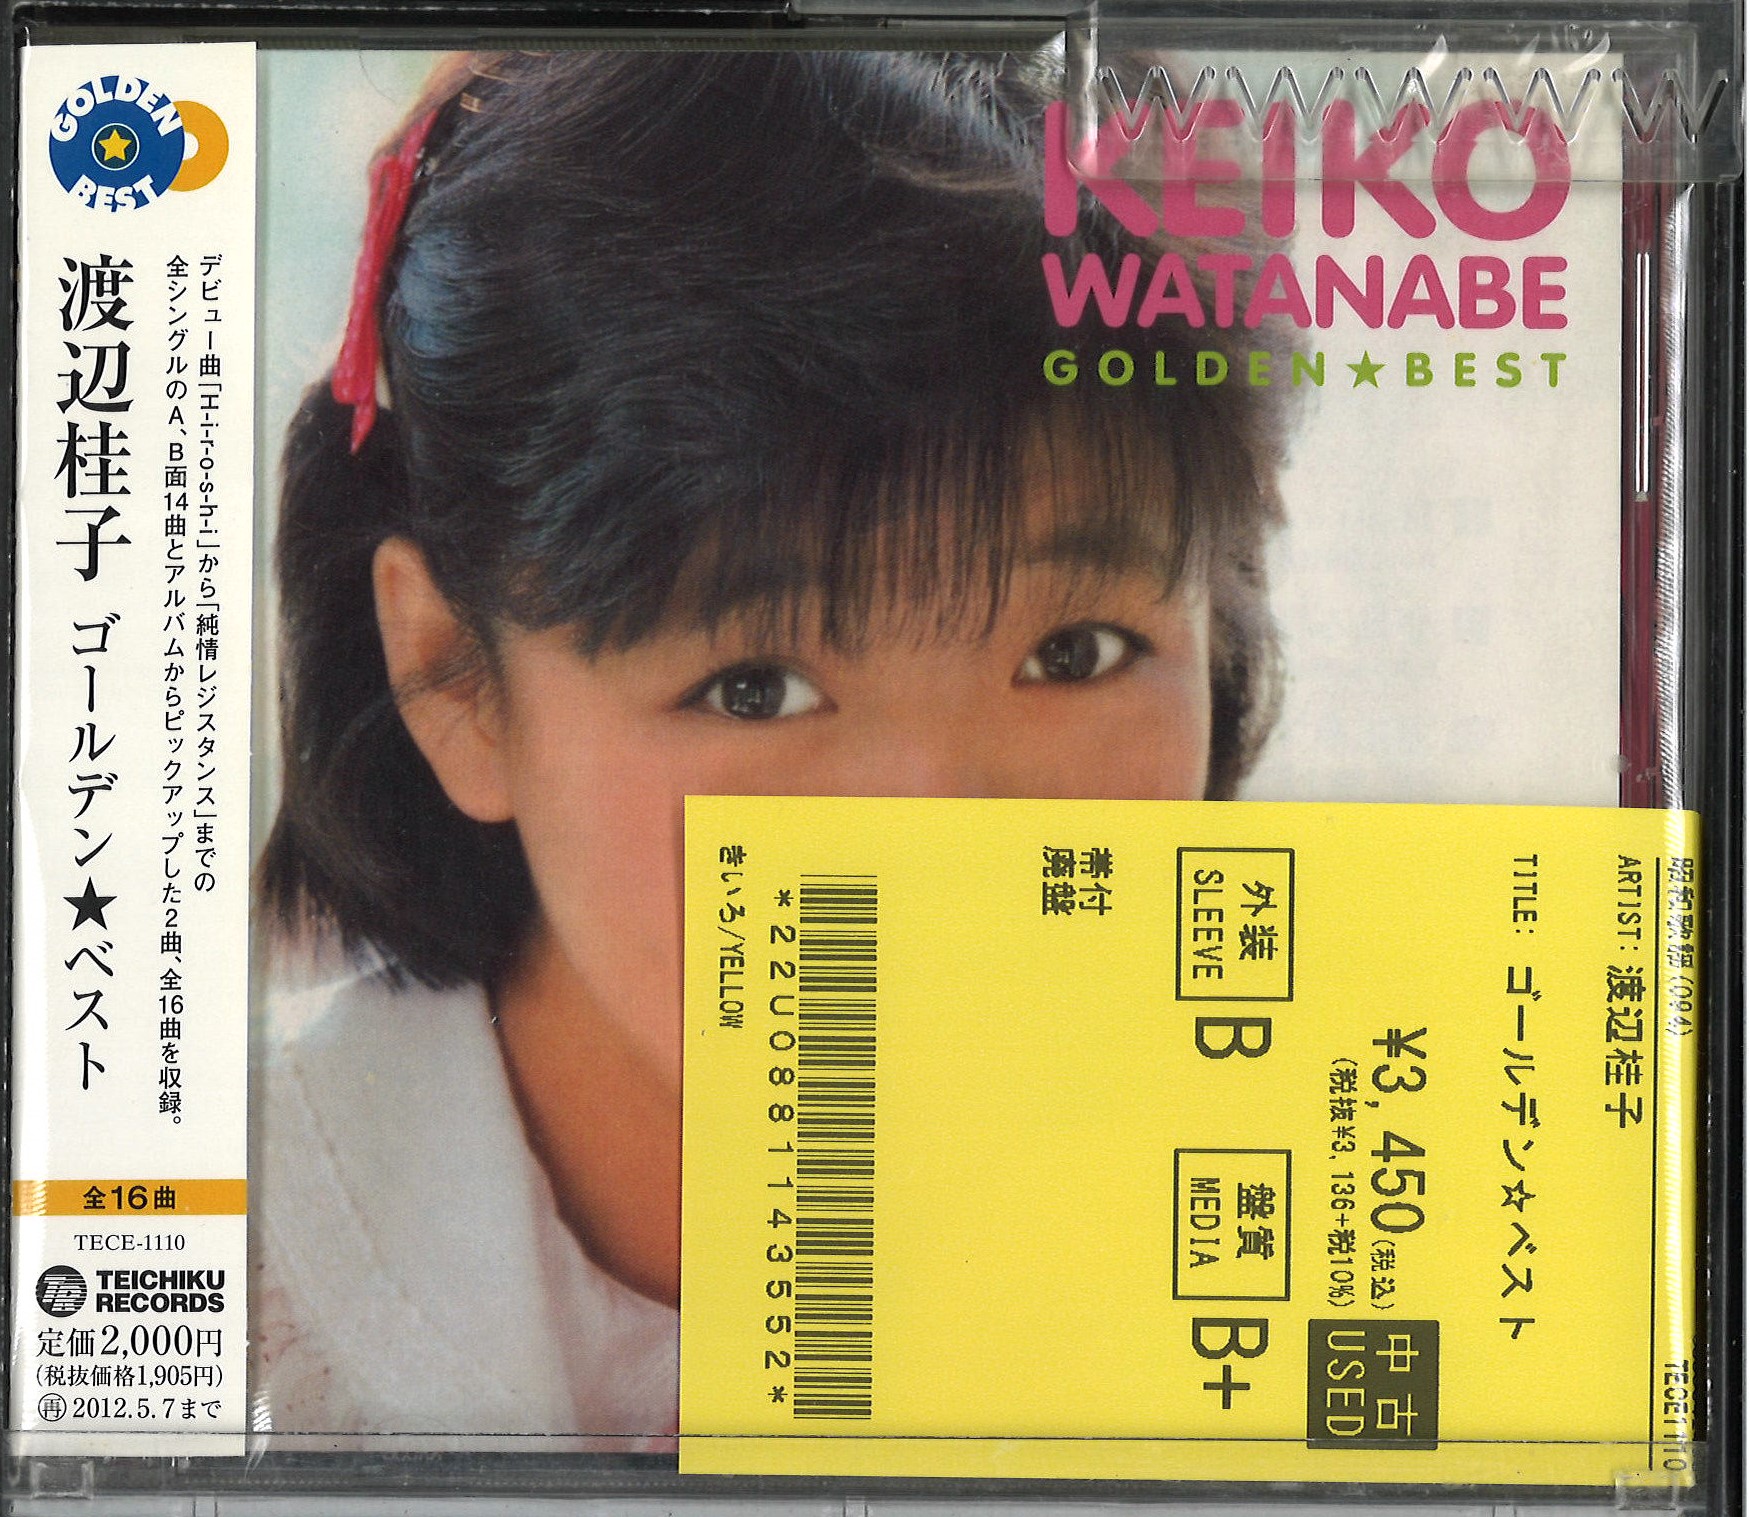 GOLDEN
BEST
渡辺桂子 ゴールデン★ベスト
デビュー曲「H-i-r-o-s-h-i」から「純情レジスタンス」までの
全シングルのA、B面14曲とアルバムからピックアップした2曲、全16曲を収録。
全16曲
TECE-1110
TR
TEICHIKU
RECORDS
定価2,000円
(税抜価格1,905円)
再 2012.5.7まで
KEIKO
WATANABE
GOLDEN★BEST
昭和歌謡(094)
TECE1110
ARTIST: 渡辺桂子
TITLE: ゴールデン☆ベスト
¥3,450(税込)
(税抜¥3,136+税10%)
中古
USED
外装
SLEEVE
B
盤質
MEDIA
B+
帯付
廃盤
*22U0881143552*
きいろ/YELLOW